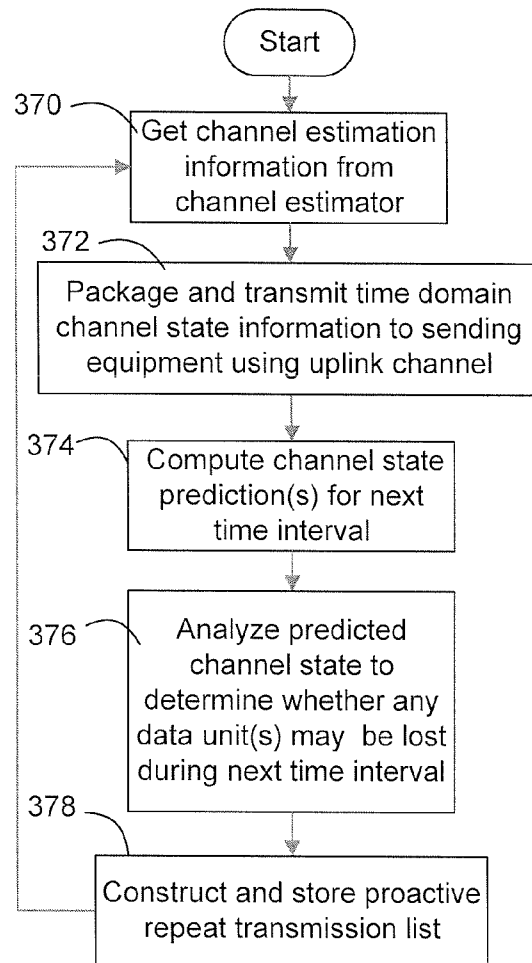 Start
370
Get channel estimation
information from
channel estimator
372
Package and transmit time domain
channel state information to sending
equipment using uplink channel
374
Compute channel state
prediction(s) for next
time interval
376
Analyze predicted
channel state to
determine whether any
data unit(s) may be lost
during next time interval
378
Construct and store proactive
repeat transmission list